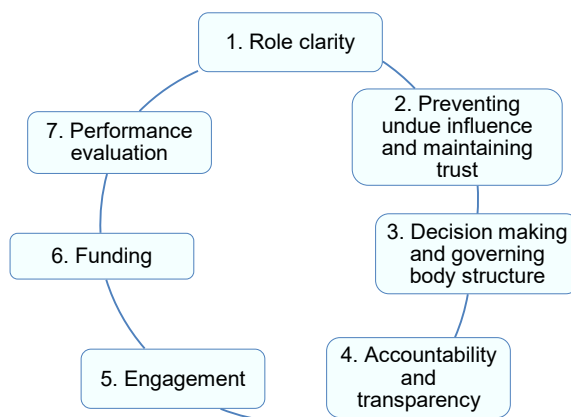 1. Role clarity
2. Preventing
undue influence
and maintaining
trust
3. Decision making
and governing
body structure
4. Accountability
and
transparency
5. Engagement
6. Funding
7. Performance
evaluation